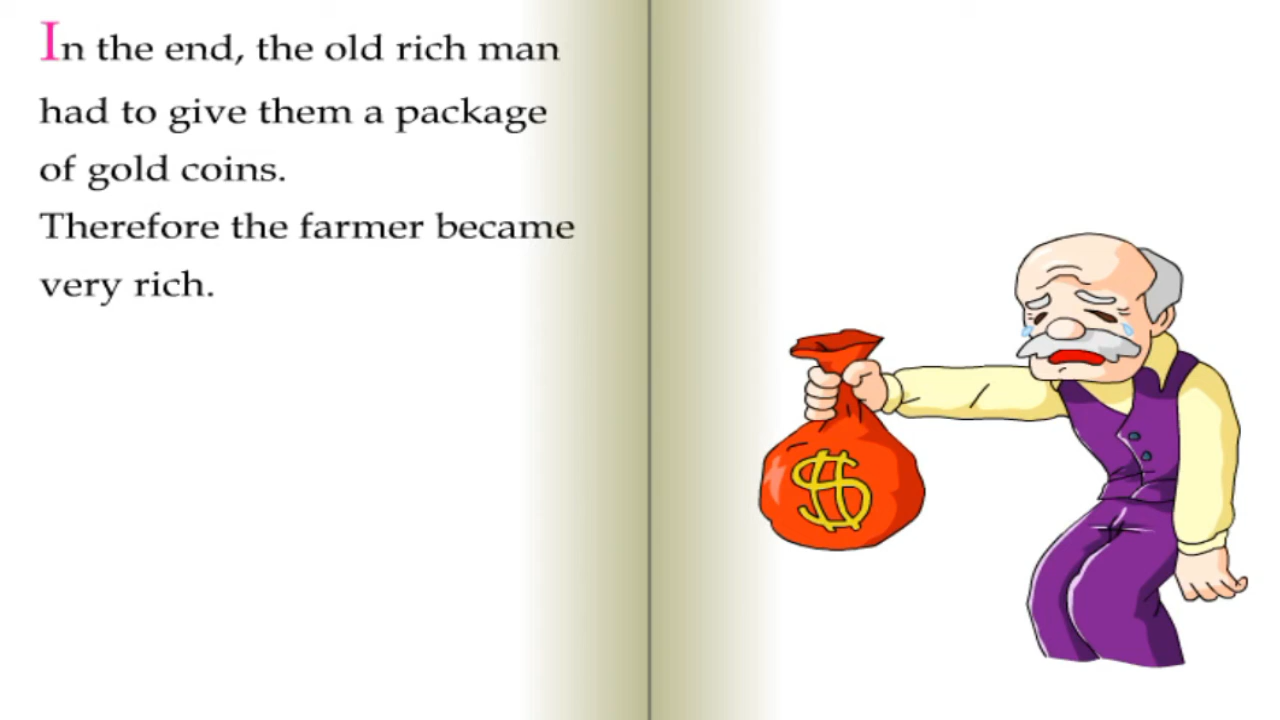 In the end, the old rich man
had to give them a package
of gold coins.
Therefore the farmer became
very rich.
$